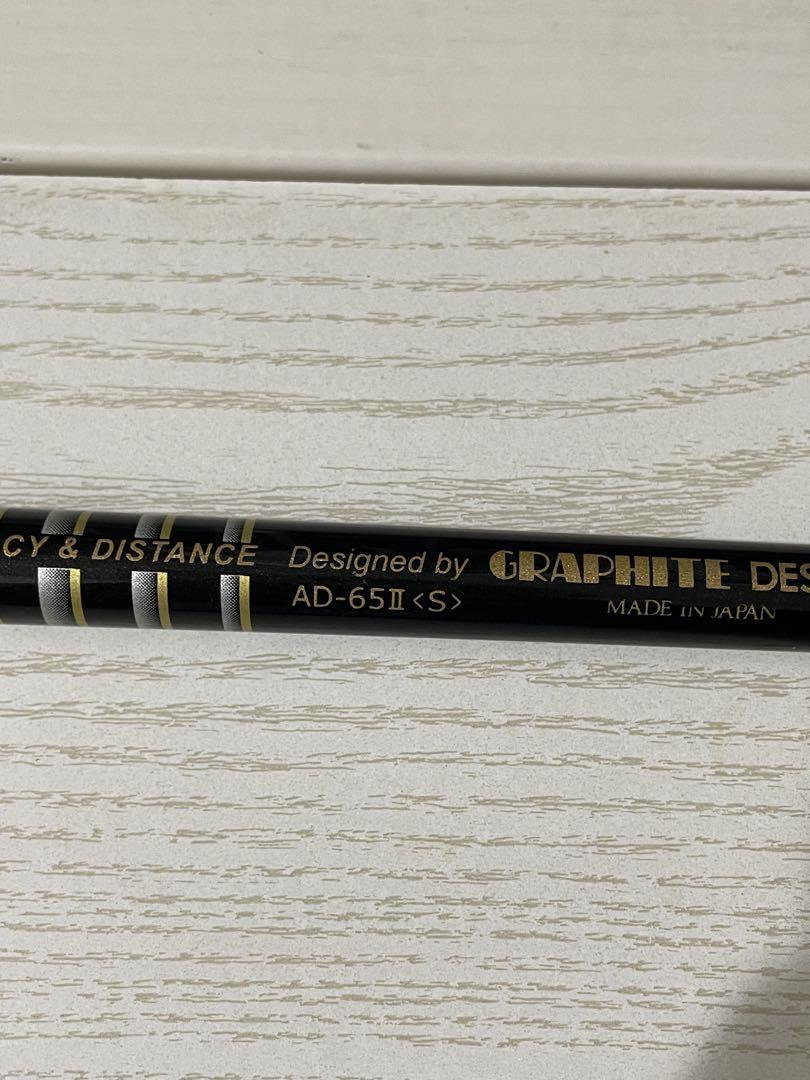 CY & DISTANCE Designed by GRAPHITE DES
AD-65Ⅱ<S> MADE IN JAPAN